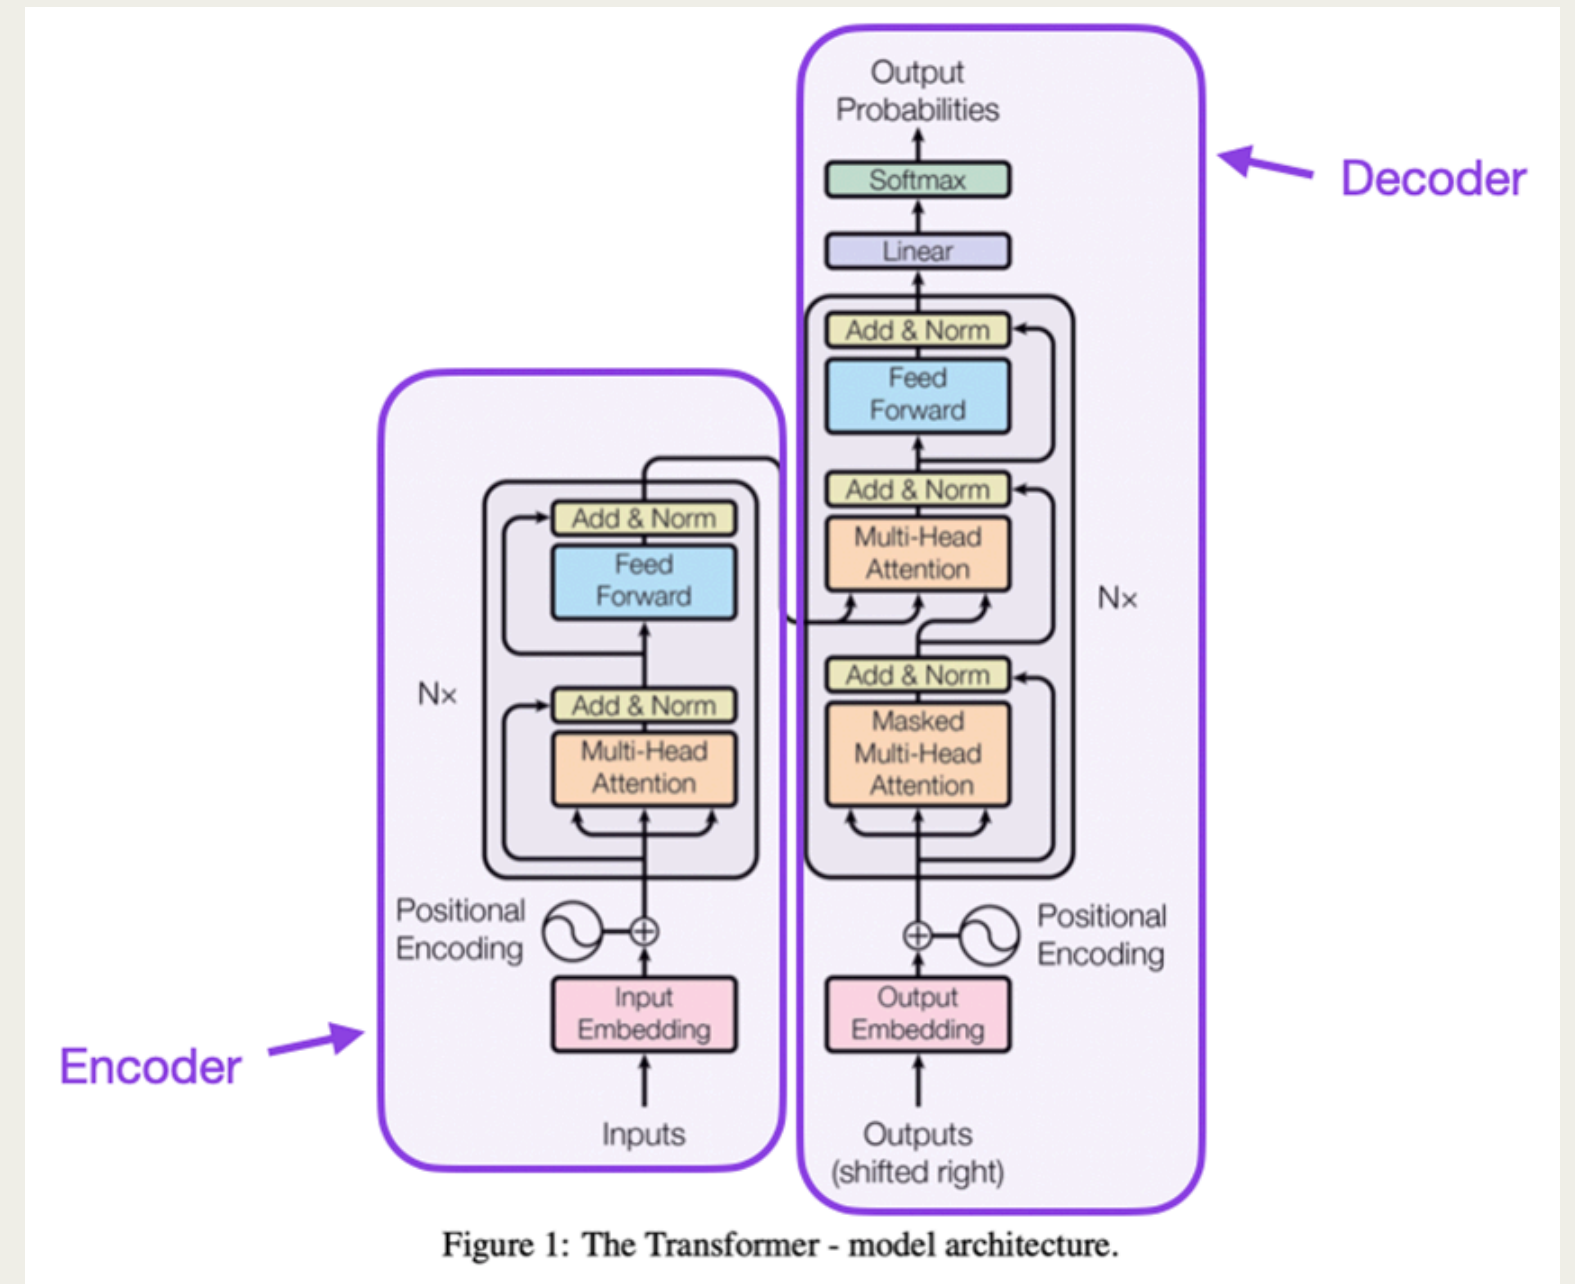 Output
Probabilities
Softmax
Linear
Add & Norm
Feed
Forward
Add & Norm
Multi-Head
Attention
Nx
Add & Norm
Masked
Multi-Head
Attention
Positional
Encoding
Output
Embedding
Outputs
(shifted right)
Decoder
Add & Norm
Feed
Forward
Nx
Add & Norm
Multi-Head
Attention
Positional
Encoding
Input
Embedding
Inputs
Encoder
Figure 1: The Transformer - model architecture.